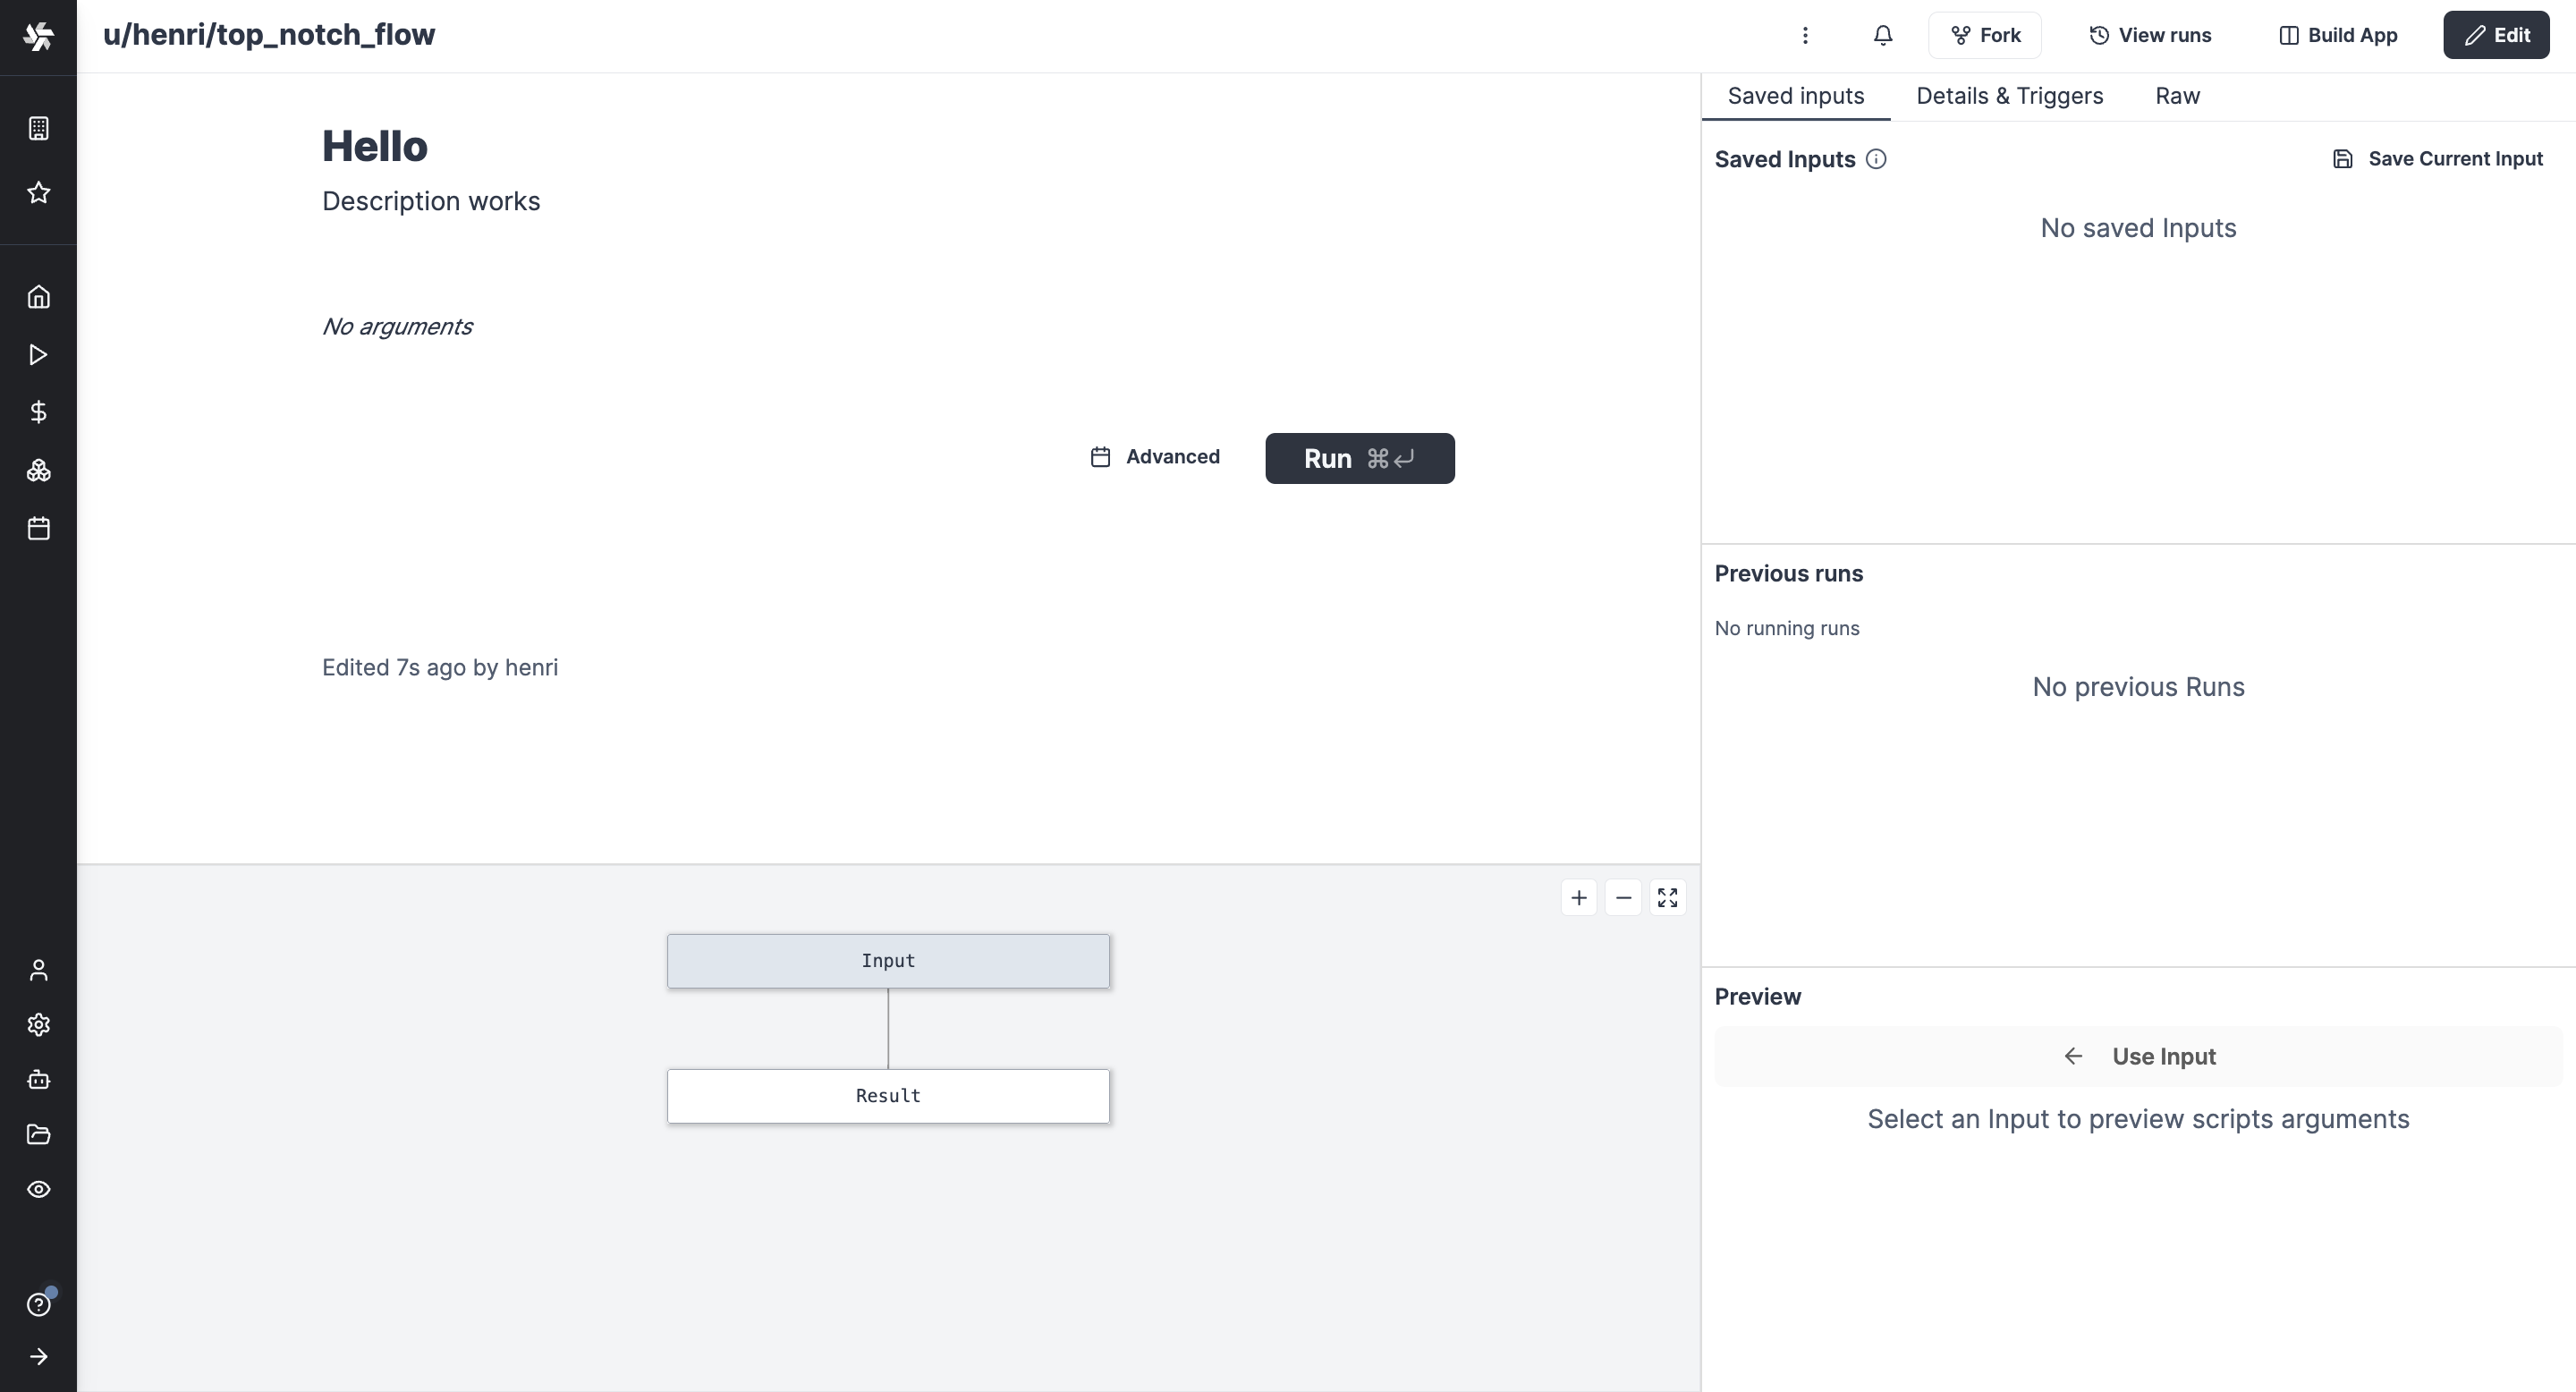 u/henri/top_notch_flow
Fork
View runs
Build App
Edit
Hello
Description works
No arguments
Advanced
Run ⌘↵
Edited 7s ago by henri
Input
Result
Saved inputs
Details & Triggers
Raw
Saved Inputs
Save Current Input
No saved Inputs
Previous runs
No running runs
No previous Runs
Preview
Use Input
Select an Input to preview scripts arguments